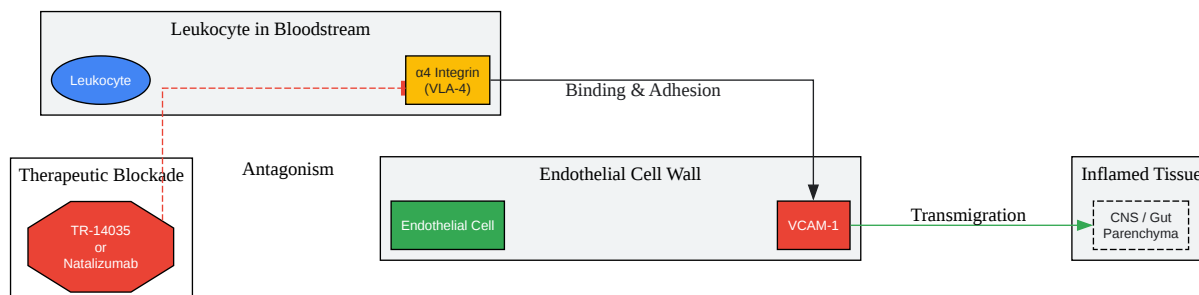 Leukocyte in Bloodstream
Leukocyte
α4 Integrin
(VLA-4)
Binding & Adhesion
Therapeutic Blockade
TR-14035
or
Natalizumab
Antagonism
Endothelial Cell Wall
Endothelial Cell
VCAM-1
Transmigration
Inflamed Tissue
CNS / Gut
Parenchyma